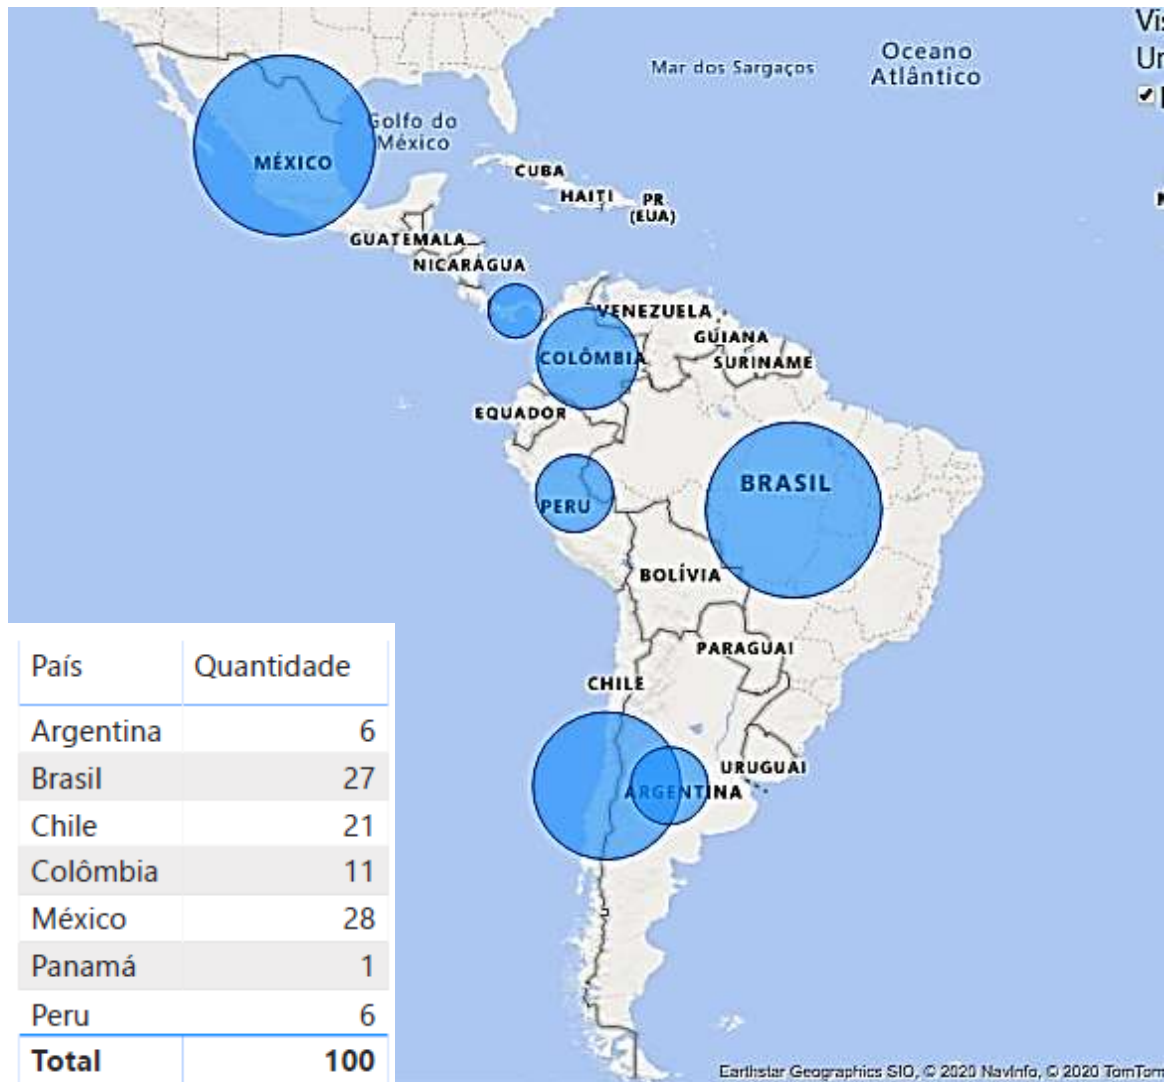 Vi
Oceano
Atlântico
Ur
Mar dos Sargaços
Golfo do
México
MÉXICO
CUBA
HAITI
PR
(EUA)
GUATEMALA
NICARÁGUA
VENEZUELA
GUIANA
COLÔMBIA
SURINAME
EQUADOR
BRASIL
PERU
BOLÍVIA
PARAGUAI
CHILE
URUGUAI
ARGENTINA
País Quantidade
Argentina 6
Brasil 27
Chile 21
Colômbia 11
México 28
Panamá 1
Peru 6
Total 100
Earthstar Geographics SIO, © 2020 NavInfo, © 2020 TomTom